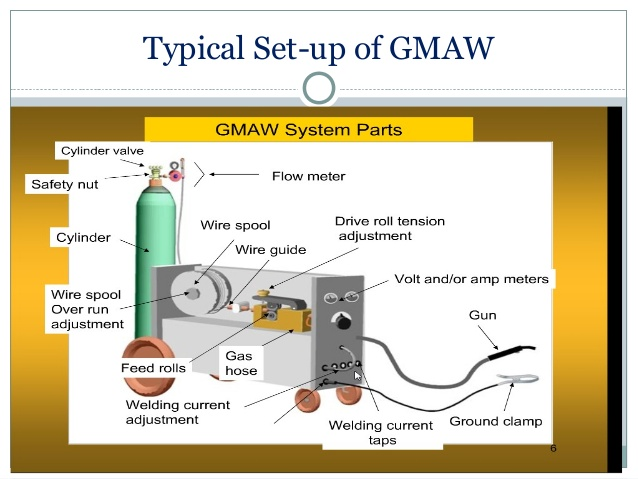 Typical Set-up of GMAW
GMAW System Parts
Cylinder valve
Safety nut
Flow meter
Cylinder
Wire spool
Drive roll tension
adjustment
Wire guide
Volt and/or amp meters
Wire spool
Over run
adjustment
Gun
Feed rolls
Gas
hose
Welding current
adjustment
Welding current
taps
Ground clamp
6